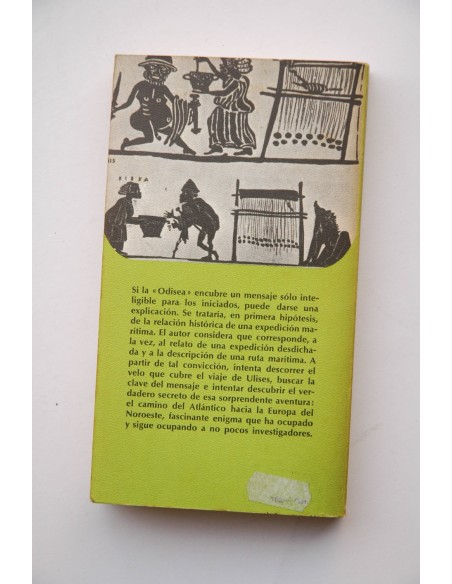 Si la «Odisea» encubre un mensaje sólo inte-
ligible para los iniciados, puede darse una
explicación. Se trataría, en primera hipótesis,
de la relación histórica de una expedición ma-
rítima. El autor considera que corresponde, a
la vez, al relato de una expedición desdicha-
da y a la descripción de una ruta marítima. A
partir de tal convicción, intenta descorrer el
velo que cubre el viaje de Ulises, buscar la
clave del mensaje e intentar descubrir el ver-
dadero secreto de esa sorprendente aventura:
el camino del Atlántico hacia la Europa del
Noroeste, fascinante enigma que ha ocupado
y sigue ocupando a no pocos investigadores.